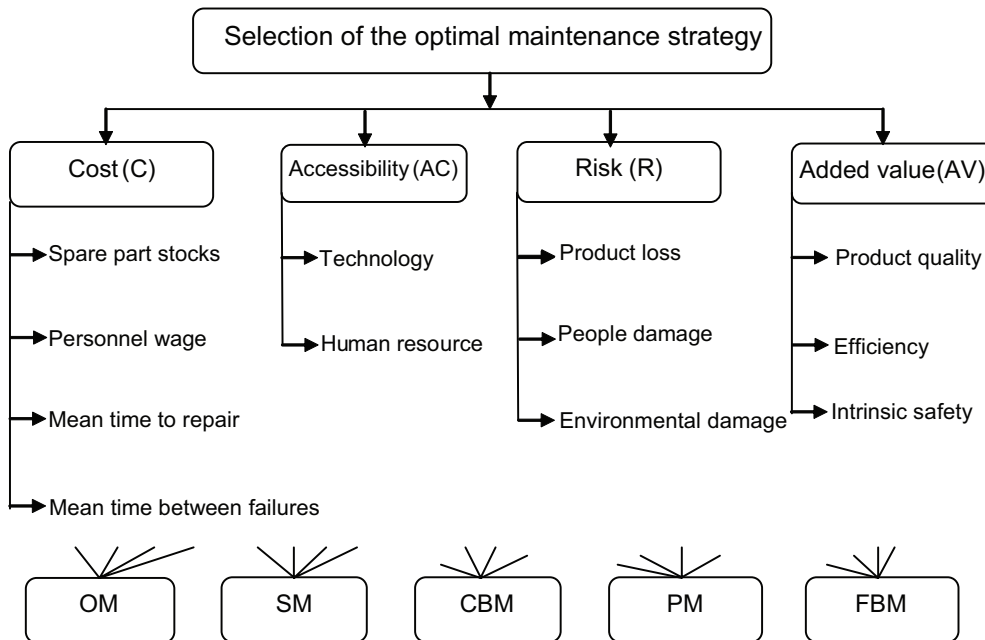 Selection of the optimal maintenance strategy
Cost (C)
Spare part stocks
Personnel wage
Mean time to repair
Mean time between failures
Accessibility (AC)
Technology
Human resource
Risk (R)
Product loss
People damage
Environmental damage
Added value (AV)
Product quality
Efficiency
Intrinsic safety
OM
SM
CBM
PM
FBM